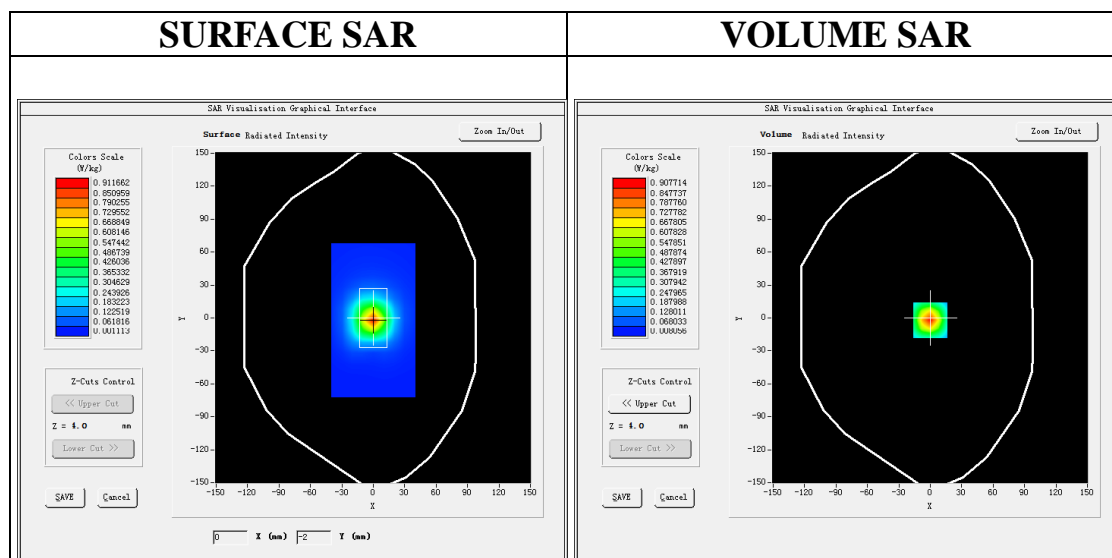 SURFACE SAR
VOLUME SAR
SAR Visualisation Graphical Interface
Surface Radiated Intensity
Zoom In/Out
Colors Scale
(W/kg)
0.911662
0.850959
0.790255
0.729552
0.668849
0.608146
0.547442
0.486739
0.426036
0.365332
0.304629
0.243926
0.183223
0.122519
0.061816
0.001113
150
120
90
60
30
0
-30
-60
-90
-120
-150
Y
-150 -120 -90 -60 -30 0 30 60 90 120 150
X
Z-Cuts Control
<< Upper Cut
Z = 4.0 mm
Lower Cut >>
SAVE Cancel
0 X (mm) -2 Y (mm)
SAR Visualisation Graphical Interface
Volume Radiated Intensity
Zoom In/Out
Colors Scale
(W/kg)
0.907714
0.847737
0.787760
0.727782
0.667805
0.607828
0.547851
0.487874
0.427897
0.367919
0.307942
0.247965
0.187988
0.128011
0.068033
0.008056
150
120
90
60
30
0
-30
-60
-90
-120
-150
Y
-150 -120 -90 -60 -30 0 30 60 90 120 150
X
Z-Cuts Control
<< Upper Cut
Z = 4.0 mm
Lower Cut >>
SAVE Cancel